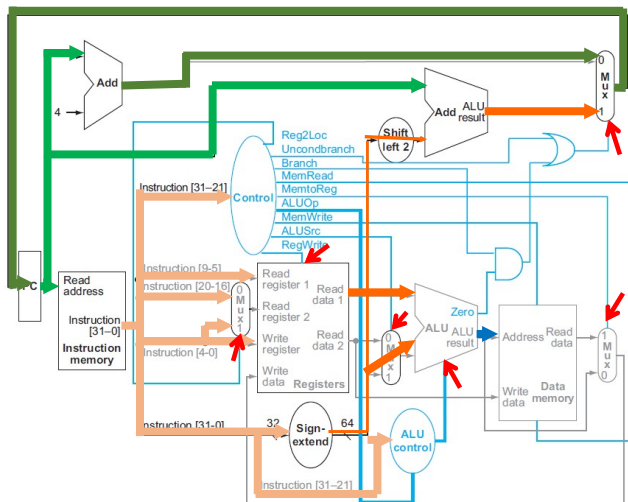 Add
4
Add
ALU
result
0
M
u
x
1
Shift
left 2
Reg2Loc
Uncondbranch
Branch
MemRead
MemtoReg
ALUOp
MemWrite
ALUSrc
RegWrite
Instruction [31–21]
Control
Read
address
Instruction
[31–0]
Instruction
memory
Instruction [9-5]
Instruction [20-16]
Instruction [4-0]
0
M
u
x
1
Read
register 1
Read
register 2
Write
register
Write
data
Read
data 1
Read
data 2
Registers
0
M
u
x
1
Zero
ALU
ALU
result
Address
Read
data
Write
data
Data
memory
1
M
u
x
0
Instruction [31-0]
32
Sign-
extend
64
ALU
control
Instruction [31–21]